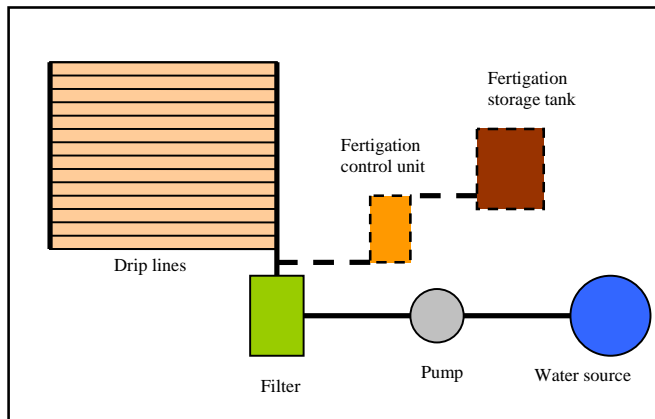 Fertigation
storage tank
Fertigation
control unit
Drip lines
Filter
Pump
Water source